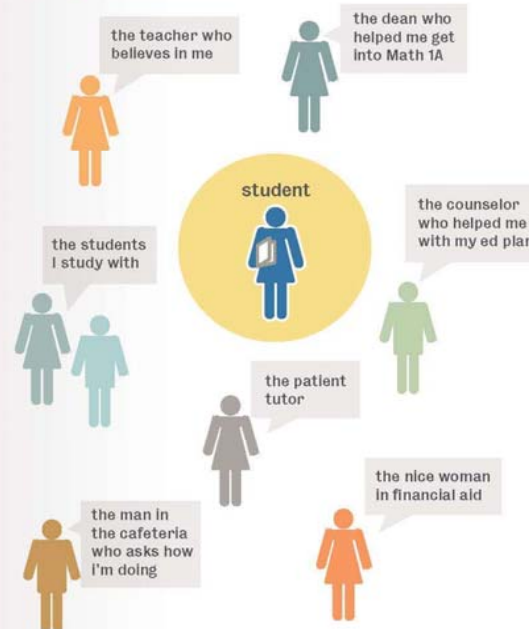 the teacher who
believes in me
the dean who
helped me get
into Math 1A
student
the counselor
who helped me
with my ed plan
the students
I study with
the patient
tutor
the nice woman
in financial aid
the man in
the cafeteria
who asks how
i'm doing